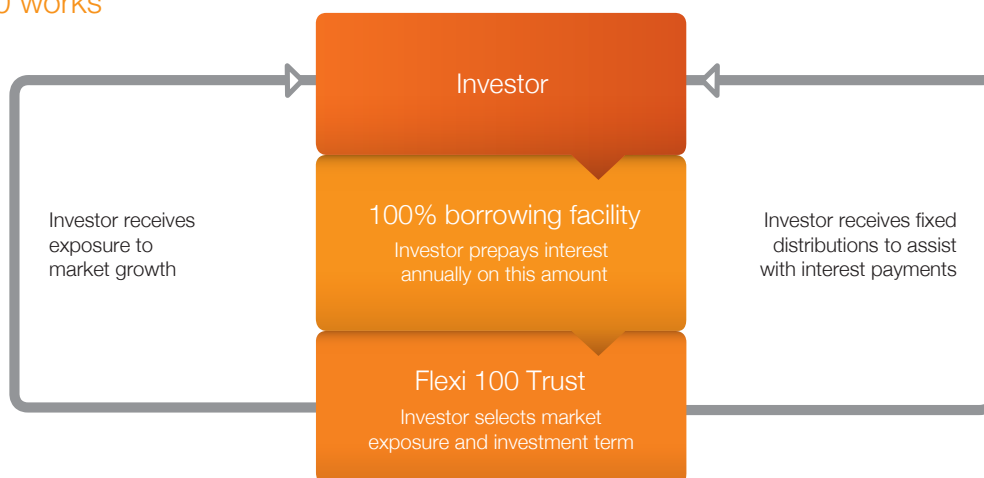 works
Investor
100% borrowing facility
Investor prepays interest
annually on this amount
Investor receives
exposure to
market growth
Investor receives fixed
distributions to assist
with interest payments
Flexi 100 Trust
Investor selects market
exposure and investment term